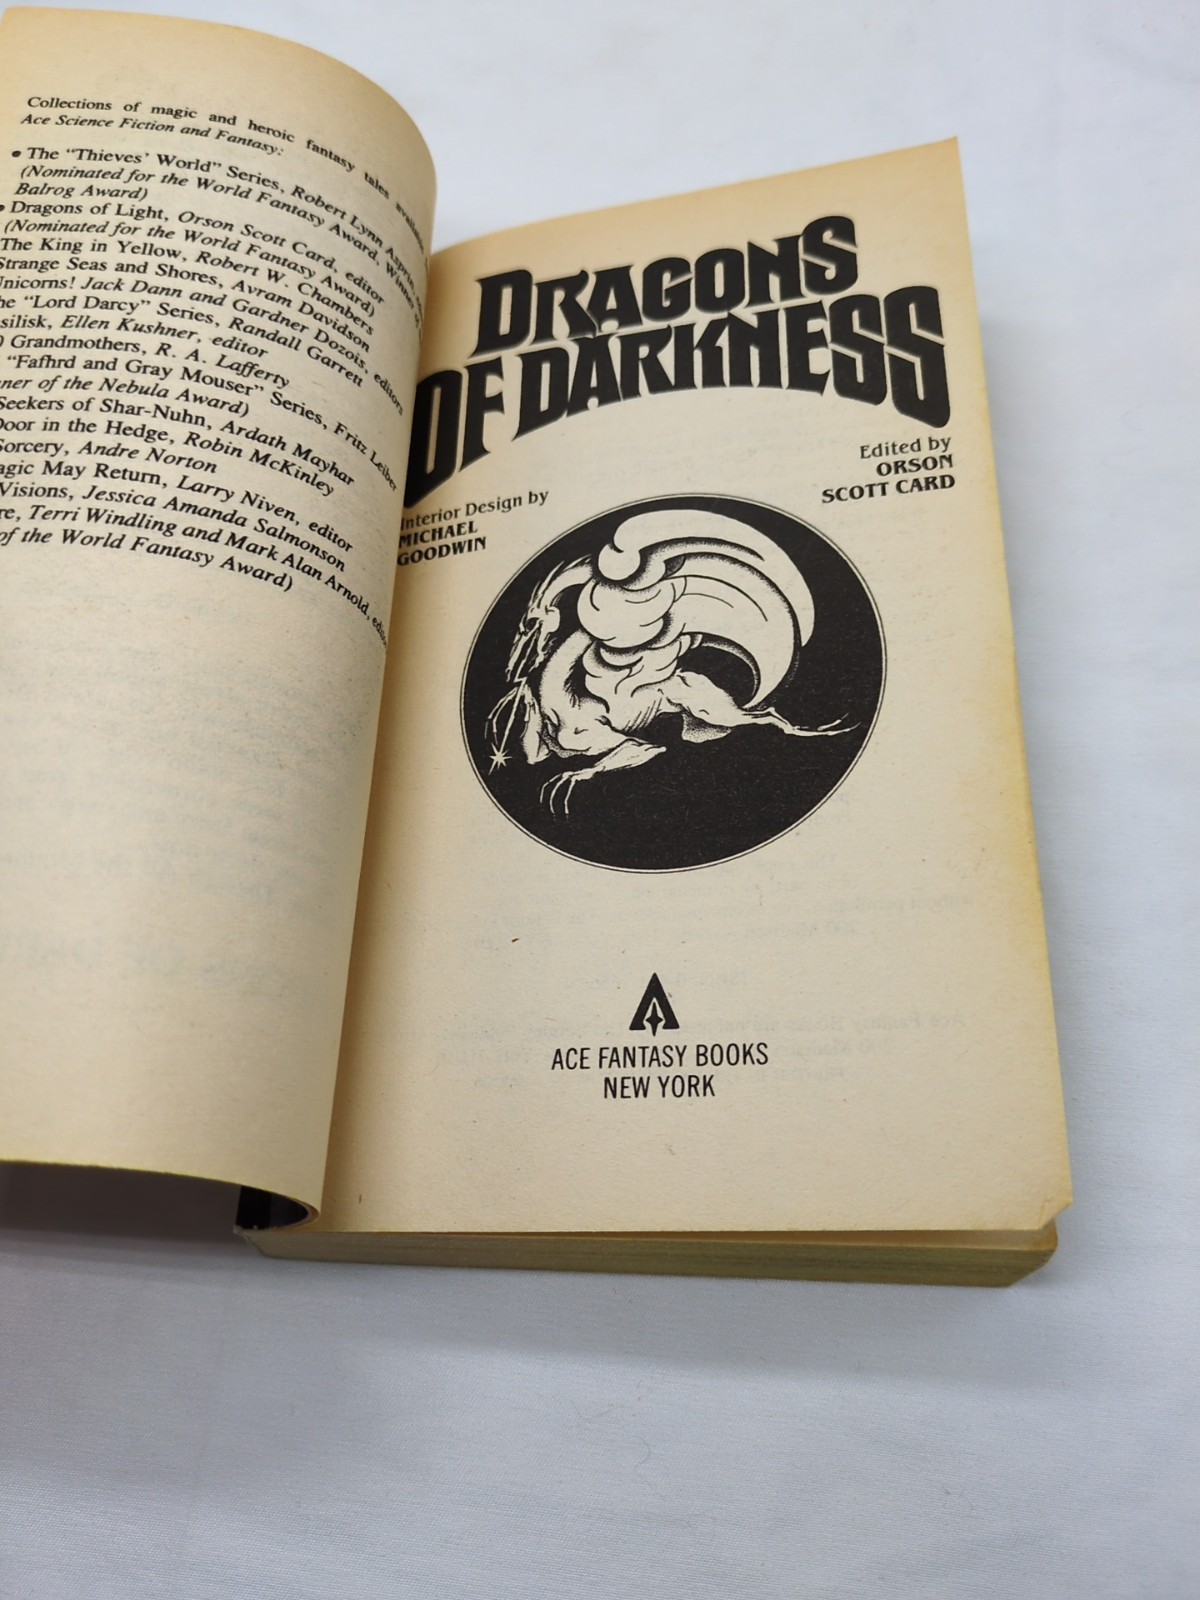 Collections of magic and heroic fantasy tales available
Ace Science Fiction and Fantasy:
• The "Thieves' World" Series, Robert Lynn Asprin,
(Nominated for the World Fantasy Award, Winner of
Balrog Award)
• Dragons of Light, Orson Scott Card, editor
(Nominated for the World Fantasy Award)
The King in Yellow, Robert W. Chambers
Strange Seas and Shores, Avram Davidson
Unicorns! Jack Dann and Gardner Dozois, editors
he "Lord Darcy" Series, Randall Garrett
silisk, Ellen Kushner, editor
) Grandmothers, R. A. Lafferty
"Fafhrd and Gray Mouser" Series, Fritz Leiber
ner of the Nebula Award)
Seekers of Shar-Nuhn, Ardath Mayhar
Door in the Hedge, Robin McKinley
Sorcery, Andre Norton
agic May Return, Larry Niven, editor
Visions, Jessica Amanda Salmonson
re, Terri Windling and Mark Alan Arnold,
of the World Fantasy Award)
DRAGONS
OF DARKNESS
Edited by
ORSON
SCOTT CARD
Interior Design by
MICHAEL
GOODWIN
ACE FANTASY BOOKS
NEW YORK